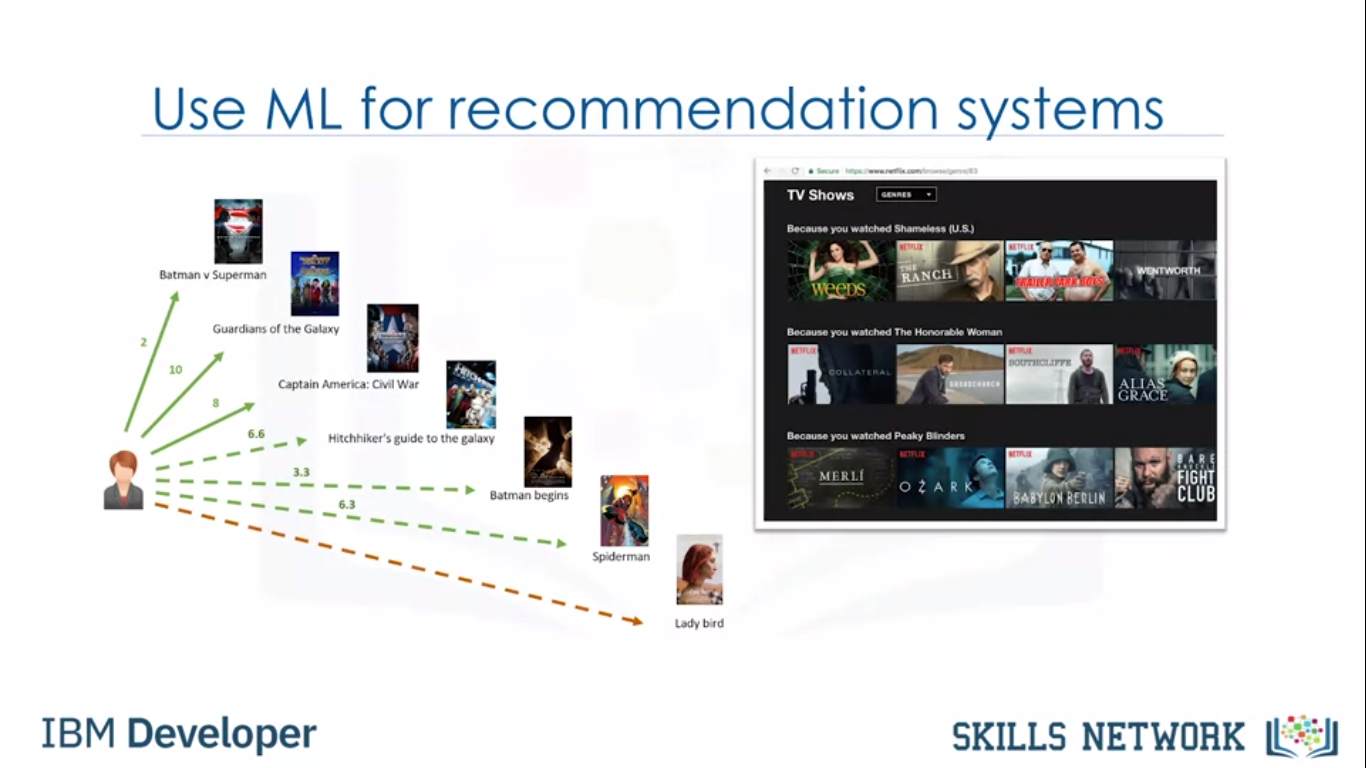 Use ML for recommendation systems
Batman v Superman
Guardians of the Galaxy
Captain America: Civil War
Hitchhiker's guide to the galaxy
Batman begins
Spiderman
Lady bird
2
10
8
6.6
3.3
6.3
Secure https://www.netflix.com/browse/genre/83
TV Shows GENRES
Because you watched Shameless (U.S.)
WEEDS
NETFLIX
THE
RANCH
NETFLIX
TRAILER PARK BOYS
WENTWORTH
Because you watched The Honorable Woman
NETFLIX
COLLATERAL
BROADCHURCH
NETFLIX
SOUTHCLIFFE
NETFLIX
ALIAS
GRACE
Because you watched Peaky Blinders
NETFLIX
MERLÍ
NETFLIX
OŻARK
NETFLIX
BABYLON BERLIN
NETFLIX
BARE
KNUCKLE
FIGHT
CLUB
IBM Developer
SKILLS NETWORK